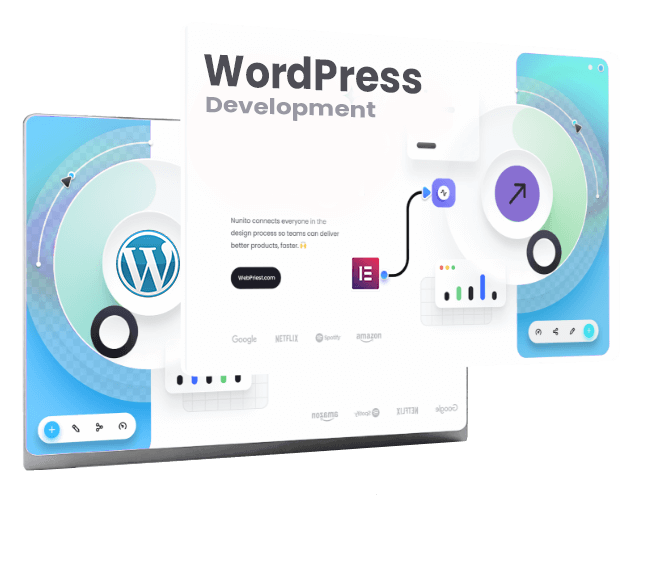 WordPress
Development
Nunito connects everyone in the
design process so teams can deliver
better products, faster. 🙌
WebPriest.com
Google NETFLIX Spotify amazon
Google NETFLIX Spotify amazon